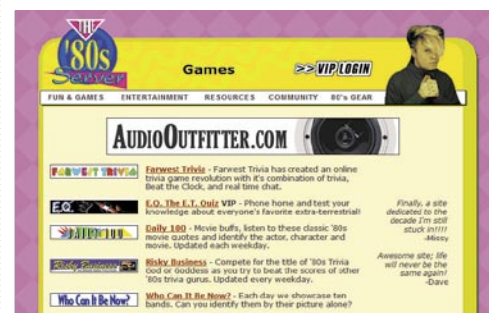 THE
'80s
Server
Games
>> VIP LOGIN
FUN & GAMES ENTERTAINMENT RESOURCES COMMUNITY 80's GEAR
AUDIOOUTFITTER.COM
FARWEST TRIVIA
Farwest Trivia - Farwest Trivia has created an online
trivia game revolution with it's combination of trivia,
Beat the Clock, and real time chat.
E.Q.
E.Q. The E.T. Quiz VIP - Phone home and test your
knowledge about everyone's favorite extra-terrestrial!
DAILY 100
Daily 100 - Movie buffs, listen to these classic '80s
movie quotes and identify the actor, character and
movie. Updated each weekday.
Risky Business
Risky Business - Compete for the title of '80s Trivia
God or Goddess as you try to beat the scores of other
'80s trivia gurus. Updated every weekday.
Who Can It Be Now?
Who Can It Be Now? - Each day we showcase ten
bands. Can you identify them by their picture alone?
Finally, a site
dedicated to the
decade I'm still
stuck in!!!!
-Missy
Awesome site; life
will never be the
same again!
-Dave